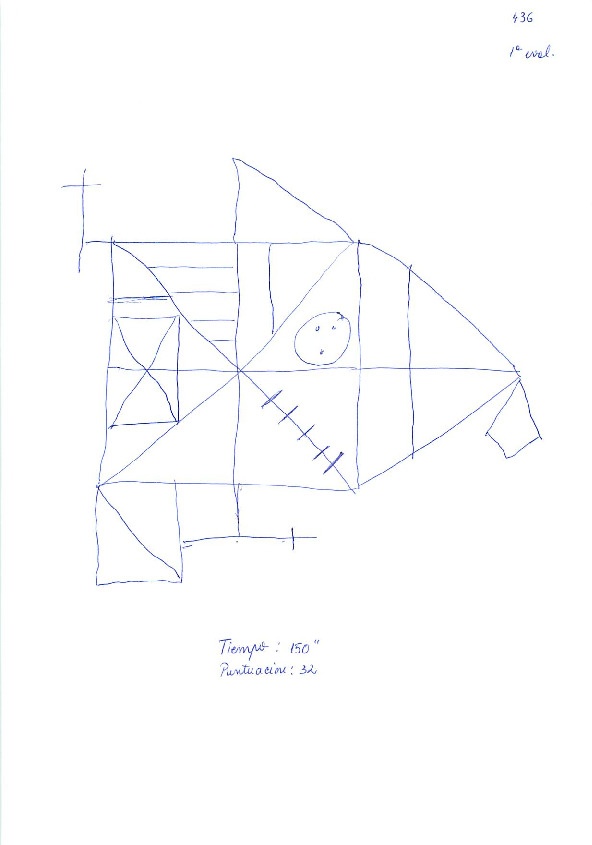 436
1ª eval.
Tiempo : 150"
Puntuación : 32